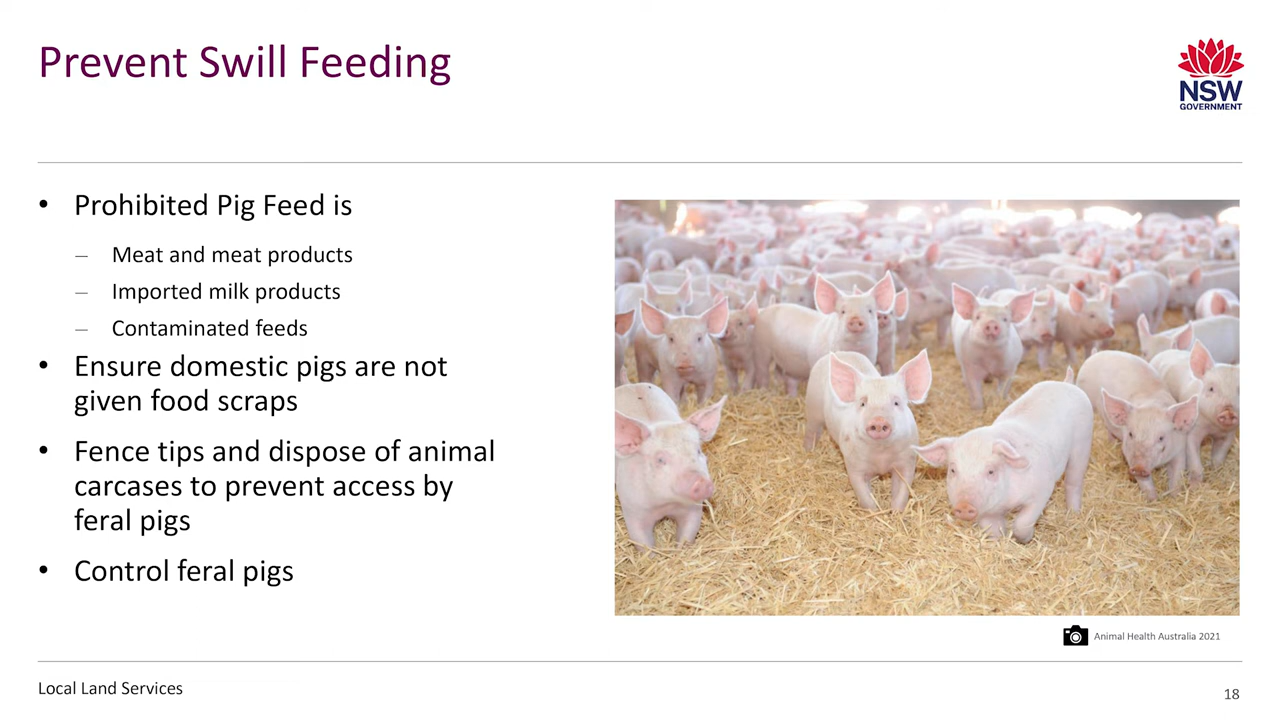 Prevent Swill Feeding
NSW
GOVERNMENT
• Prohibited Pig Feed is
– Meat and meat products
– Imported milk products
– Contaminated feeds
• Ensure domestic pigs are not
given food scraps
• Fence tips and dispose of animal
carcases to prevent access by
feral pigs
• Control feral pigs
Animal Health Australia 2021
Local Land Services
18